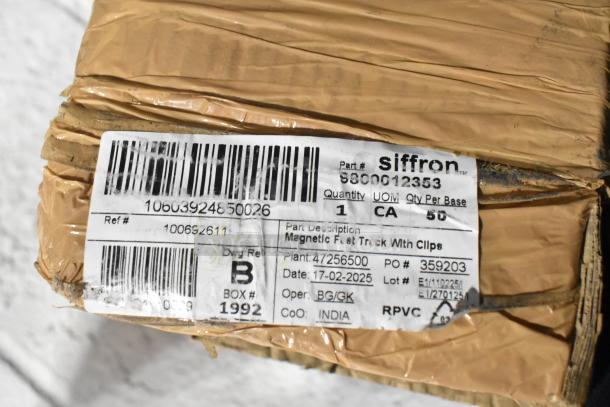 siffron
Part #
9800012353
Quantity UOM Qty Per Base
1 CA 50
10603924850026
Ref #
100692611
Part Description
Magnetic Fast Track With Clips
Dwg Re
B
BOX #
1992
Plant: 47256500
PO # 359203
Date: 17-02-2025
Lot #
Oper: BG/GK
CoO: INDIA
RPVC